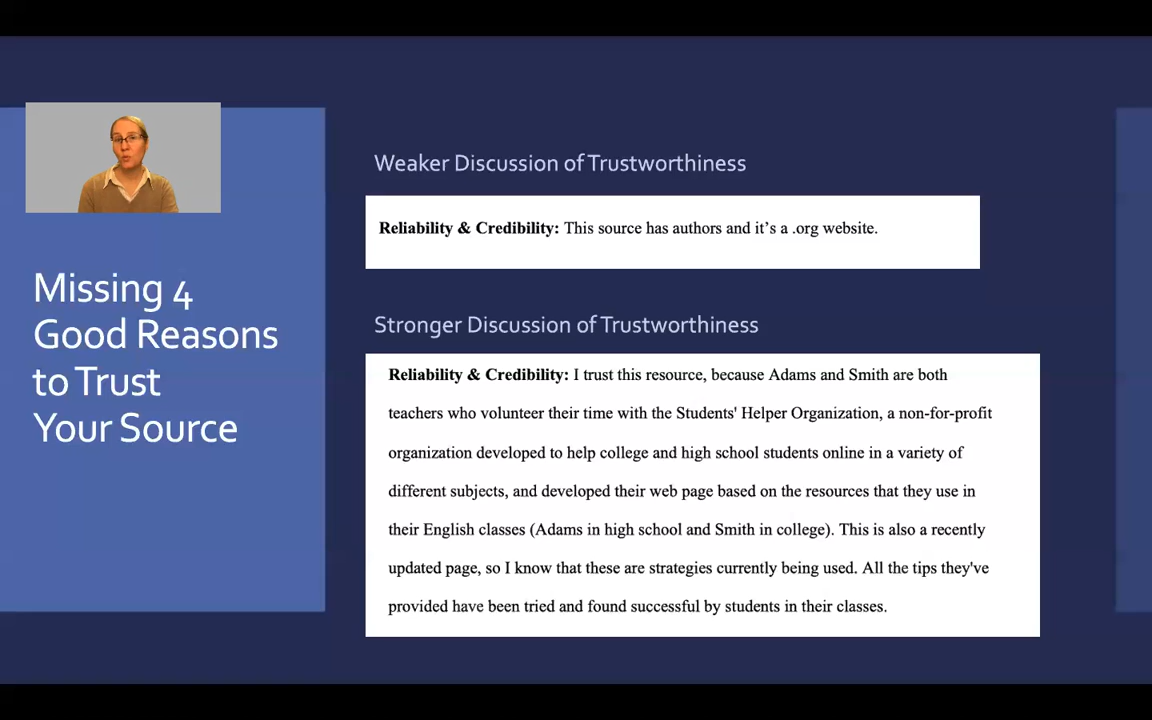 Missing 4
Good Reasons
to Trust
Your Source
Weaker Discussion of Trustworthiness
Reliability & Credibility: This source has authors and it’s a .org website.
Stronger Discussion of Trustworthiness
Reliability & Credibility: I trust this resource, because Adams and Smith are both
teachers who volunteer their time with the Students' Helper Organization, a non-for-profit
organization developed to help college and high school students online in a variety of
different subjects, and developed their web page based on the resources that they use in
their English classes (Adams in high school and Smith in college). This is also a recently
updated page, so I know that these are strategies currently being used. All the tips they've
provided have been tried and found successful by students in their classes.